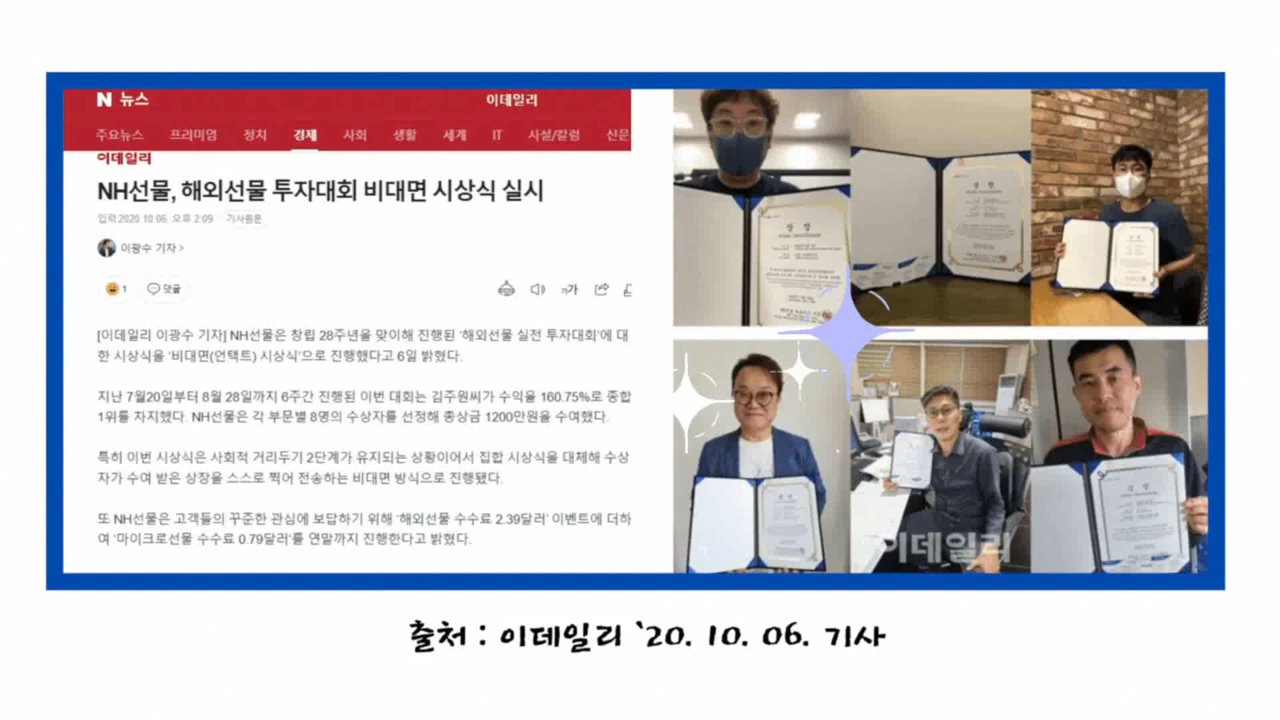 N 뉴스
이데일리
주요뉴스 프리미엄 정치 경제 사회 생활 세계 IT 사설/칼럼 신문
이데일리
NH선물, 해외선물 투자대회 비대면 시상식 실시
입력 2020.10.06. 오후 2:09 기사원문
이광수 기자 >
1 댓글
가가
[이데일리 이광수 기자] NH선물은 창립 28주년을 맞이해 진행된 '해외선물 실전 투자대회'에 대
한 시상식을 '비대면(언택트) 시상식'으로 진행했다고 6일 밝혔다.
지난 7월20일부터 8월 28일까지 6주간 진행된 이번 대회는 김주원씨가 수익율 160.75%로 종합
1위를 차지했다. NH선물은 각 부문별 8명의 수상자를 선정해 총상금 1200만원을 수여했다.
특히 이번 시상식은 사회적 거리두기 2단계가 유지되는 상황이어서 집합 시상식을 대체해 수상
자가 수여 받은 상장을 스스로 찍어 전송하는 비대면 방식으로 진행됐다.
또 NH선물은 고객들의 꾸준한 관심에 보답하기 위해 '해외선물 수수료 2.39달러' 이벤트에 더하
여 '마이크로선물 수수료 0.79달러'를 연말까지 진행한다고 밝혔다.
상장
상장
이데일리
출처 : 이데일리 '20. 10. 06. 기사